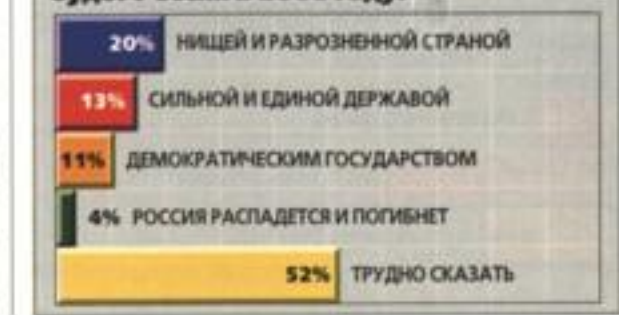 20% НИЩЕЙ И РАЗРОЗНЕННОЙ СТРАНОЙ
13% СИЛЬНОЙ И ЕДИНОЙ ДЕРЖАВОЙ
11% ДЕМОКРАТИЧЕСКИМ ГОСУДАРСТВОМ
4% РОССИЯ РАСПАДЕТСЯ И ПОГИБНЕТ
52% ТРУДНО СКАЗАТЬ